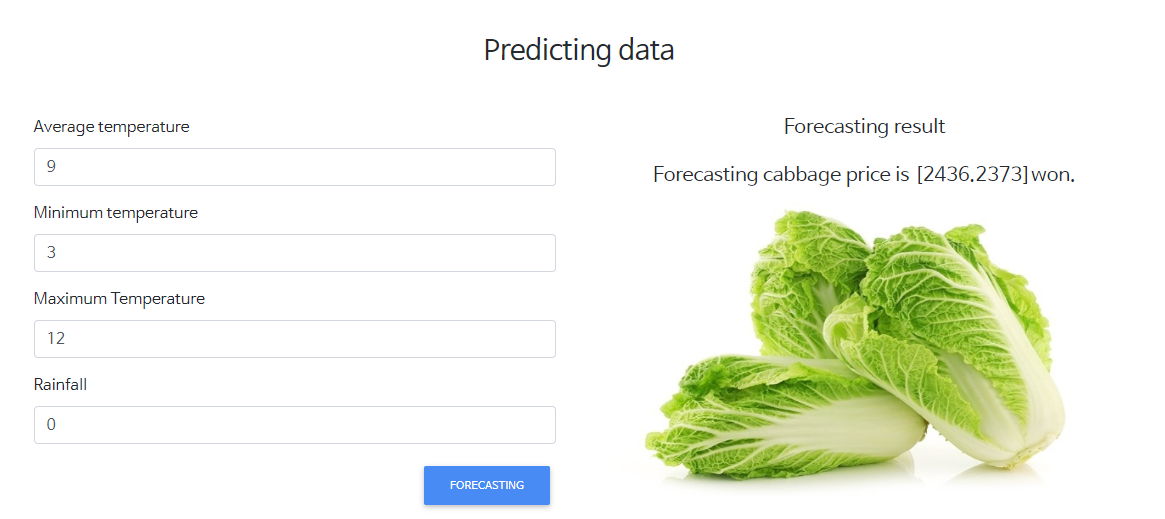 Predicting data
Average temperature
9
Minimum temperature
3
Maximum Temperature
12
Rainfall
0
FORECASTING
Forecasting result
Forecasting cabbage price is [2436.2373]won.